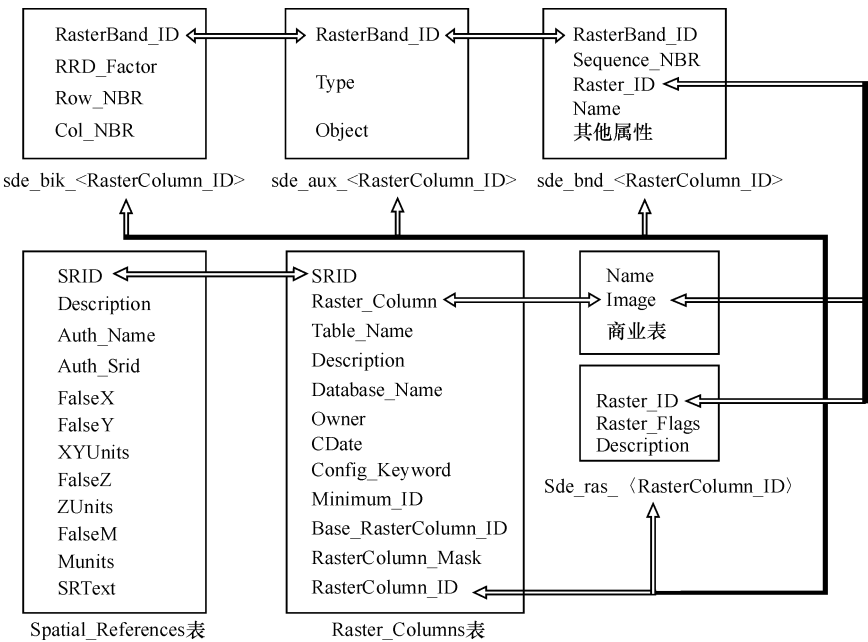 RasterBand_ID
RRD_Factor
Row_NBR
Col_NBR
sde_bik_<RasterColumn_ID>
RasterBand_ID
Type
Object
sde_aux_<RasterColumn_ID>
RasterBand_ID
Sequence_NBR
Raster_ID
Name
其他属性
sde_bnd_<RasterColumn_ID>
SRID
Description
Auth_Name
Auth_Srid
FalseX
FalseY
XYUnits
FalseZ
ZUnits
FalseM
Munits
SRText
Spatial_References表
SRID
Raster_Column
Table_Name
Description
Database_Name
Owner
CDate
Config_Keyword
Minimum_ID
Base_RasterColumn_ID
RasterColumn_Mask
RasterColumn_ID
Raster_Columns表
Name
Image
商业表
Raster_ID
Raster_Flags
Description
Sde_ras_〈RasterColumn_ID〉